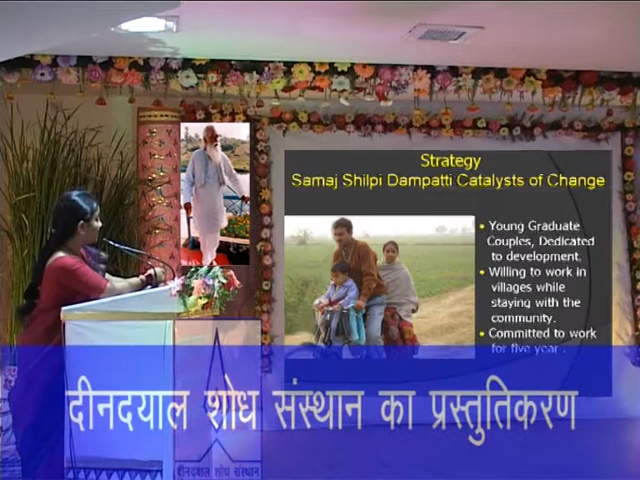 Strategy
Samaj Shilpi Dampatti Catalysts of Change
• Young Graduate
Couples, Dedicated
to development.
• Willing to work in
villages while
staying with the
community.
• Committed to work
for five year .
दीनदयाल शोध संस्थान का प्रस्तुतिकरण
दीनदयाल शोध संस्थान